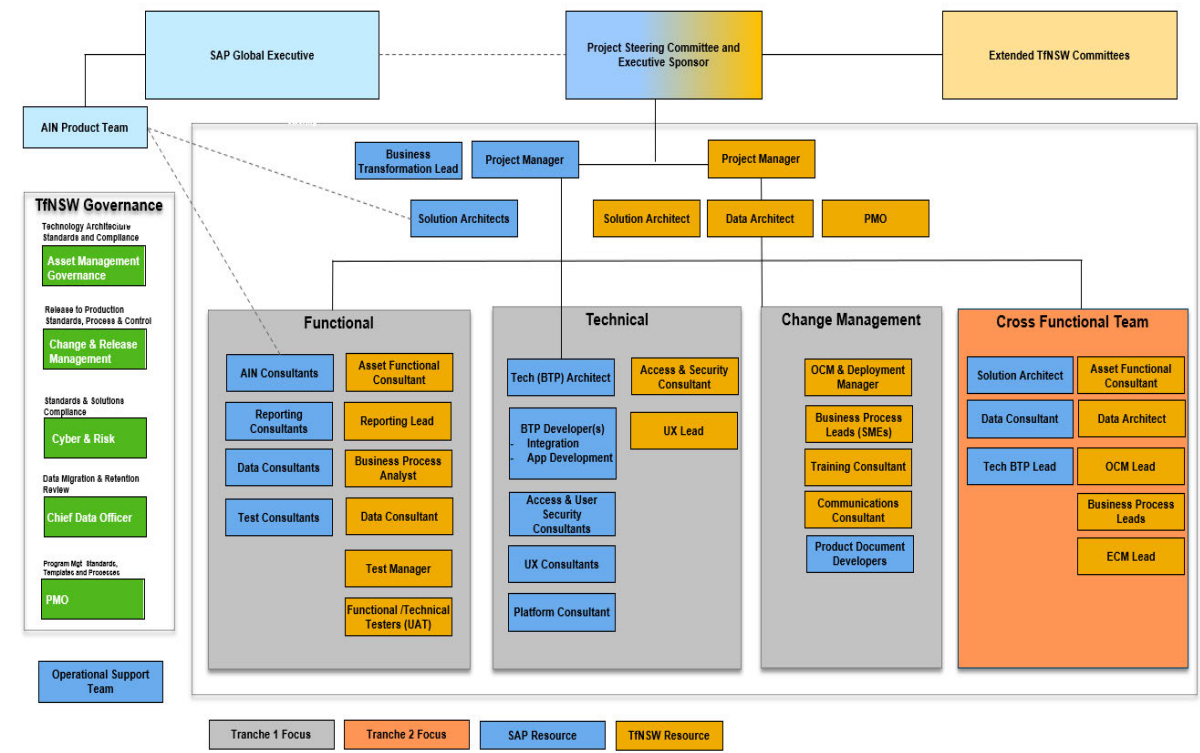 SAP Global Executive
Project Steering Committee and
Executive Sponsor
Extended TfNSW Committees
AIN Product Team
Business
Transformation Lead
Project Manager
Project Manager
Solution Architects
Solution Architect
Data Architect
PMO
TfNSW Governance
Technology Architecture
Standards and Compliance
Asset Management
Governance
Release to Production
Standards, Process & Control
Change & Release
Management
Standards & Solutions
Compliance
Cyber & Risk
Data Migration & Retention
Review
Chief Data Officer
Program Mgt Standards,
Templates and Processes
PMO
Operational Support
Team
Functional
AIN Consultants
Reporting
Consultants
Data Consultants
Test Consultants
Asset Functional
Consultant
Reporting Lead
Business Process
Analyst
Data Consultant
Test Manager
Functional /Technical
Testers (UAT)
Technical
Tech (BTP) Architect
BTP Developer(s)
- Integration
- App Development
Access & User
Security
Consultants
UX Consultants
Platform Consultant
Access & Security
Consultant
UX Lead
Change Management
OCM & Deployment
Manager
Business Process
Leads (SMEs)
Training Consultant
Communications
Consultant
Product Document
Developers
Cross Functional Team
Solution Architect
Data Consultant
Tech BTP Lead
Asset Functional
Consultant
Data Architect
OCM Lead
Business Process
Leads
ECM Lead
Tranche 1 Focus
Tranche 2 Focus
SAP Resource
TfNSW Resource